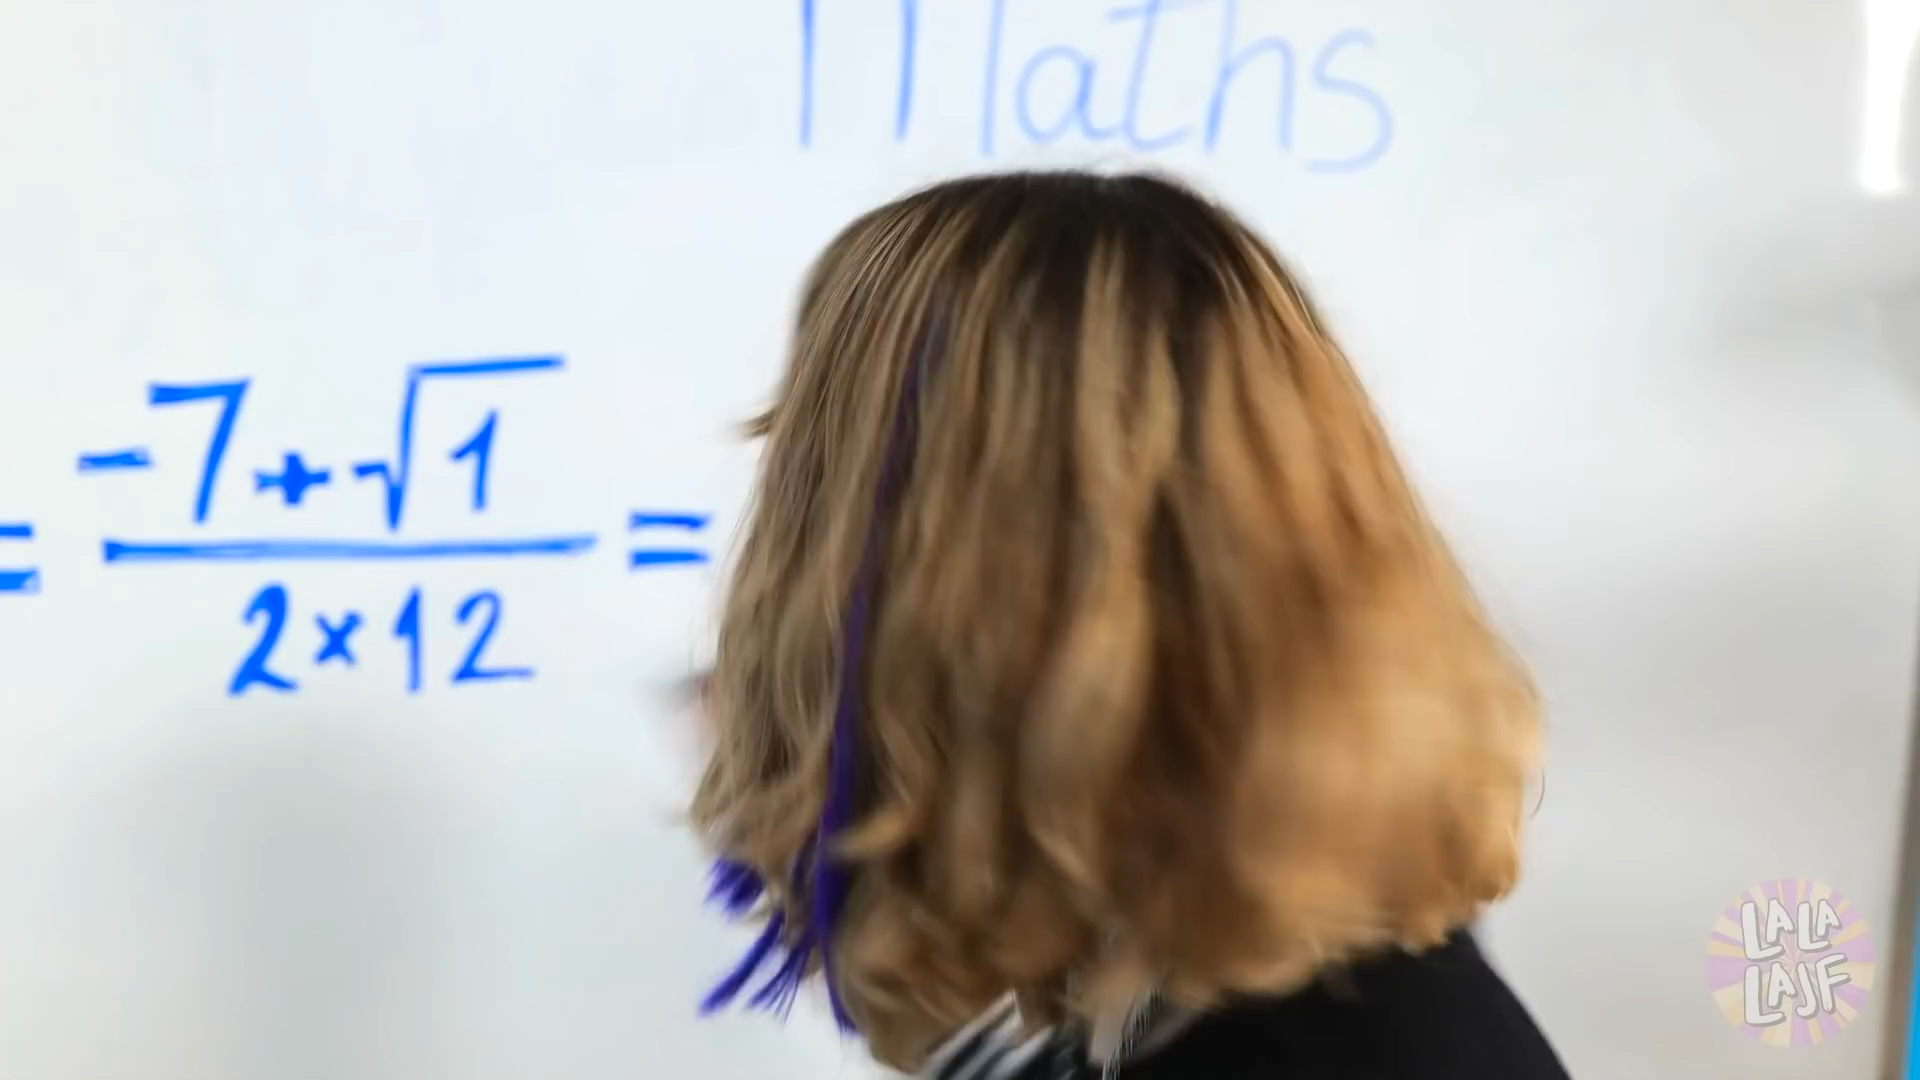 Maths
= -7+√1 =
2×12
LA LA
LAJF